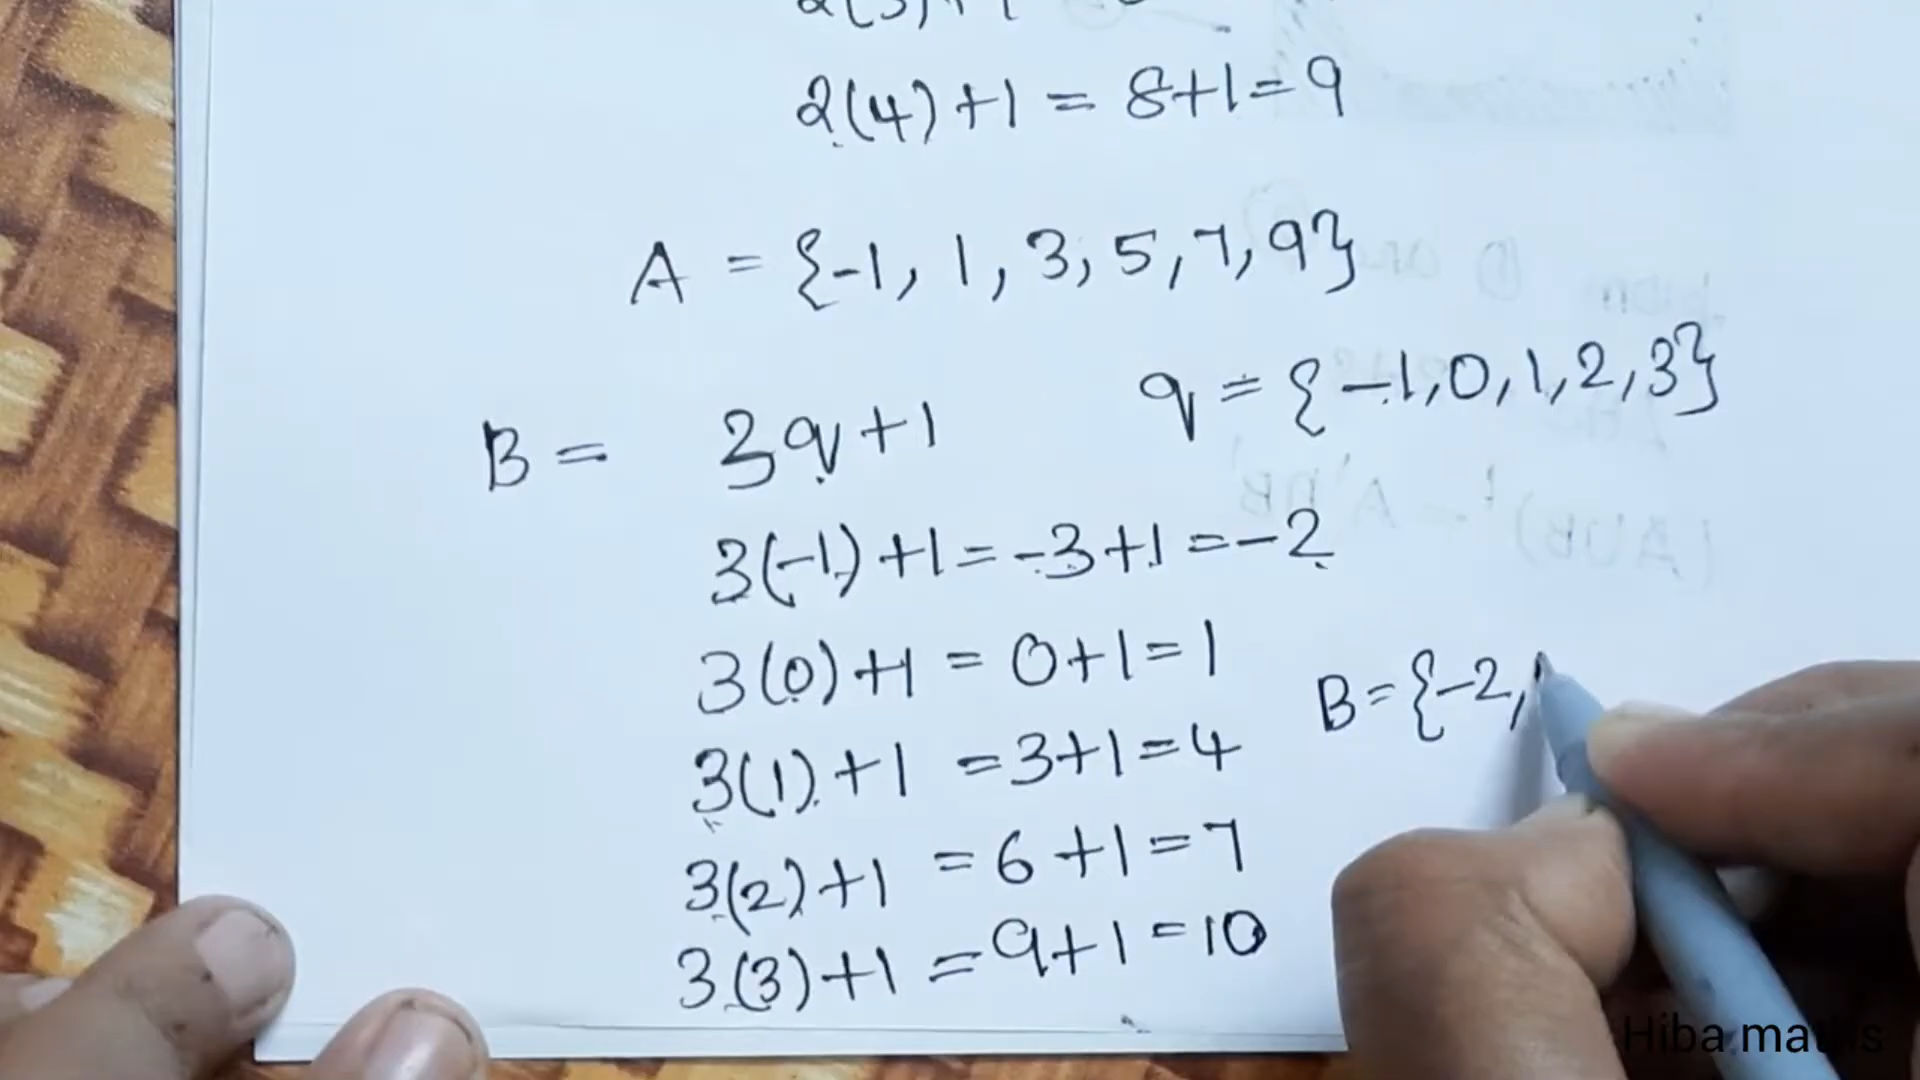 2(4)+1 = 8+1=9
A = {-1, 1, 3, 5, 7, 9}
q = {-1, 0, 1, 2, 3}
B = 3q+1
3(-1)+1=-3+1=-2
3(0)+1 = 0+1=1
B={-2,
3(1)+1 =3+1=4
3(2)+1 =6+1=7
3(3)+1 =9+1=10
Hiba maths